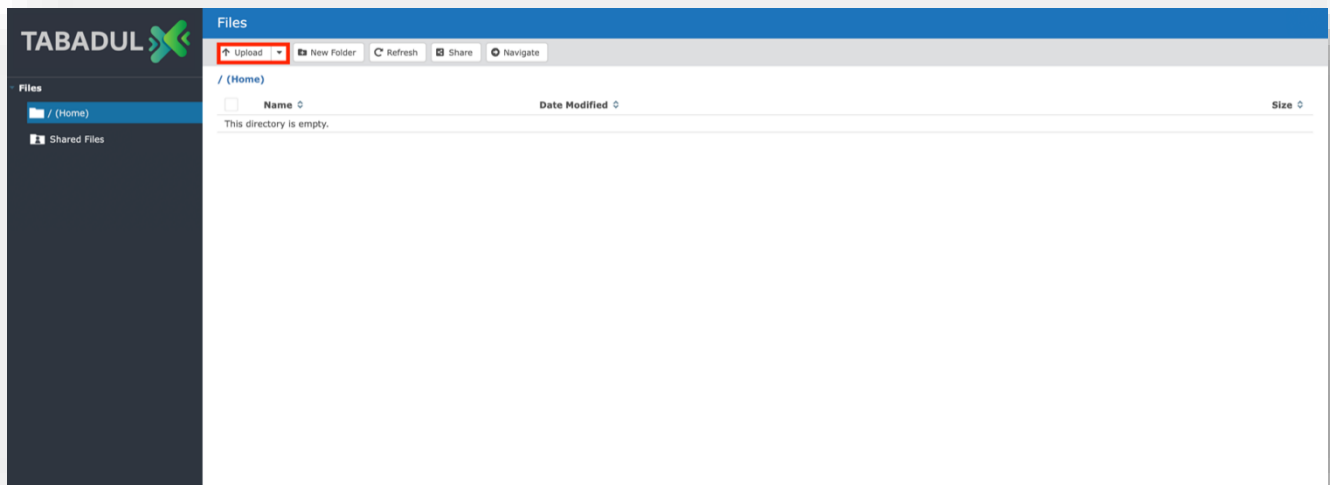 TABADUL
Files
Upload New Folder Refresh Share Navigate
Files
/ (Home)
Shared Files
/ (Home)
Name Date Modified Size
This directory is empty.